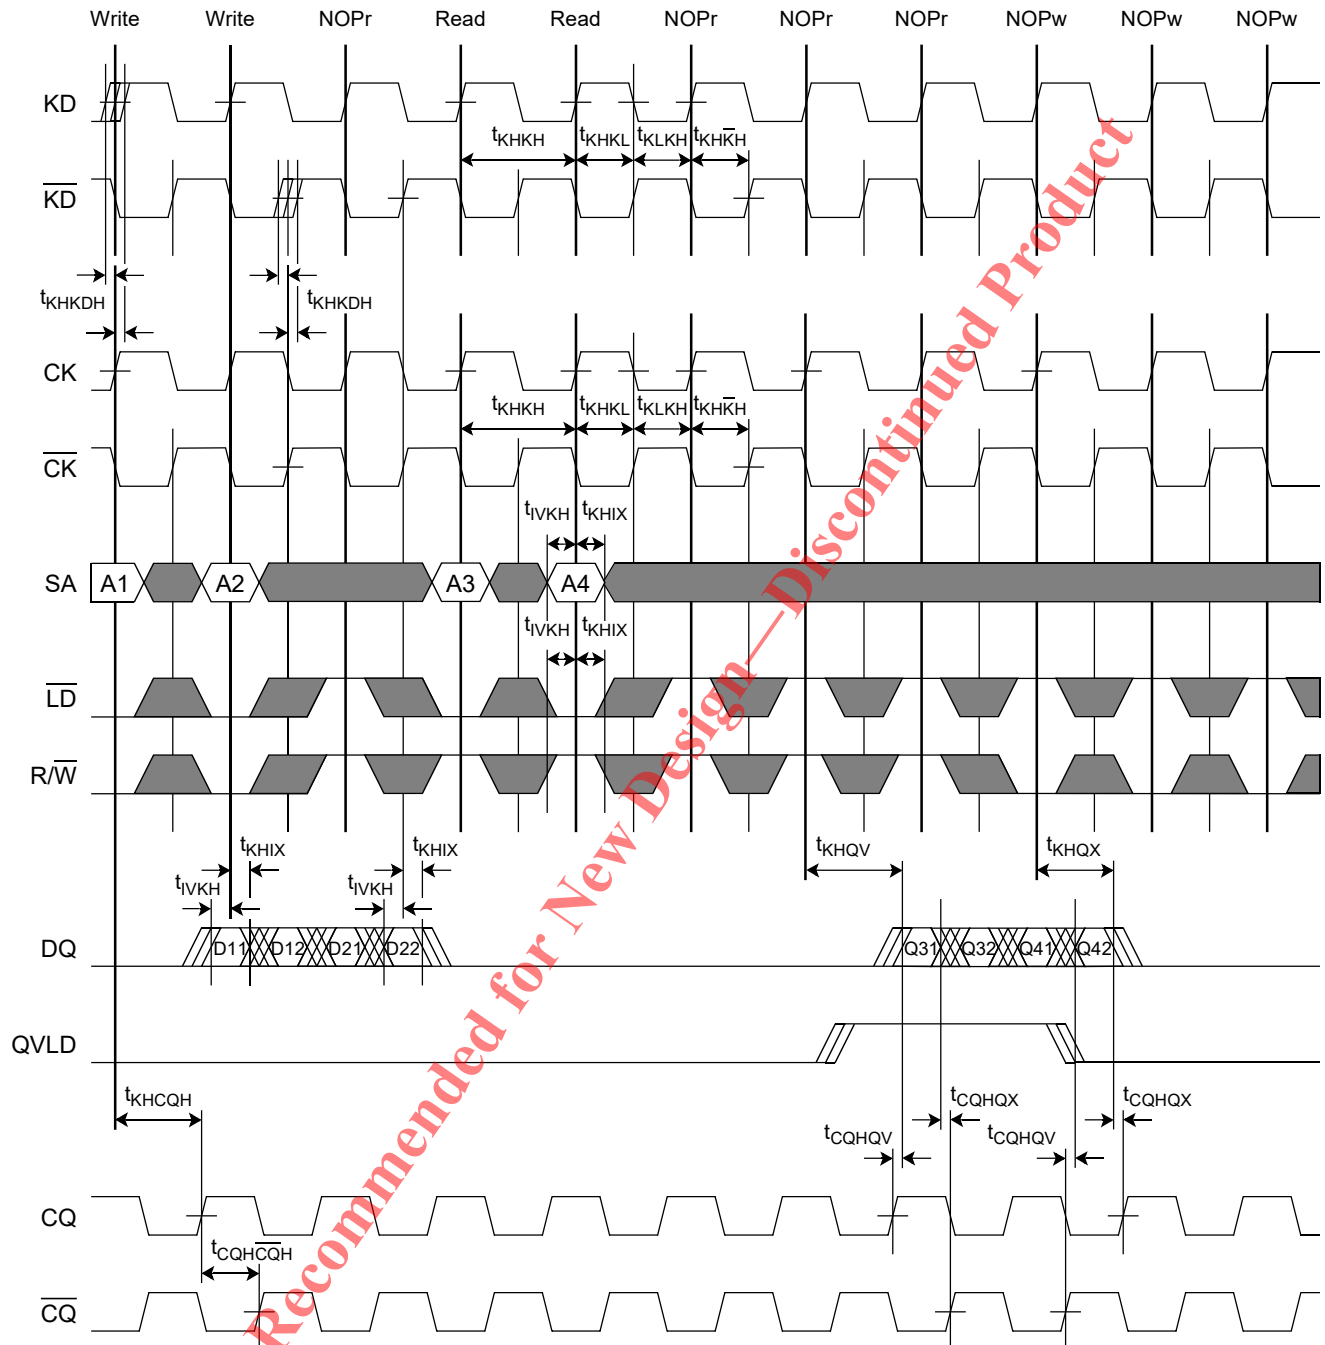 Write Write NOPr Read Read NOPr NOPr NOPr NOPw NOPw NOPw
KD
tKHKH tKHKL tKLKH tKHK̅H
K̅D̅
tKHKDH tKHKDH
CK
tKHKH tKHKL tKLKH tKHK̅H
C̅K̅
tIVKH tKHIX
SA A1 A2 A3 A4
tIVKH tKHIX
L̅D̅
R/W̅
tKHIX tKHIX tKHQV tKHQX
tIVKH tIVKH
DQ D11 D12 D21 D22 Q31 Q32 Q41 Q42
QVLD
tKHCQH tCQHQX tCQHQX
tCQHQV tCQHQV
CQ
tCQHC̅Q̅H̅
C̅Q̅
Recommended for New Design—Discontinued Product